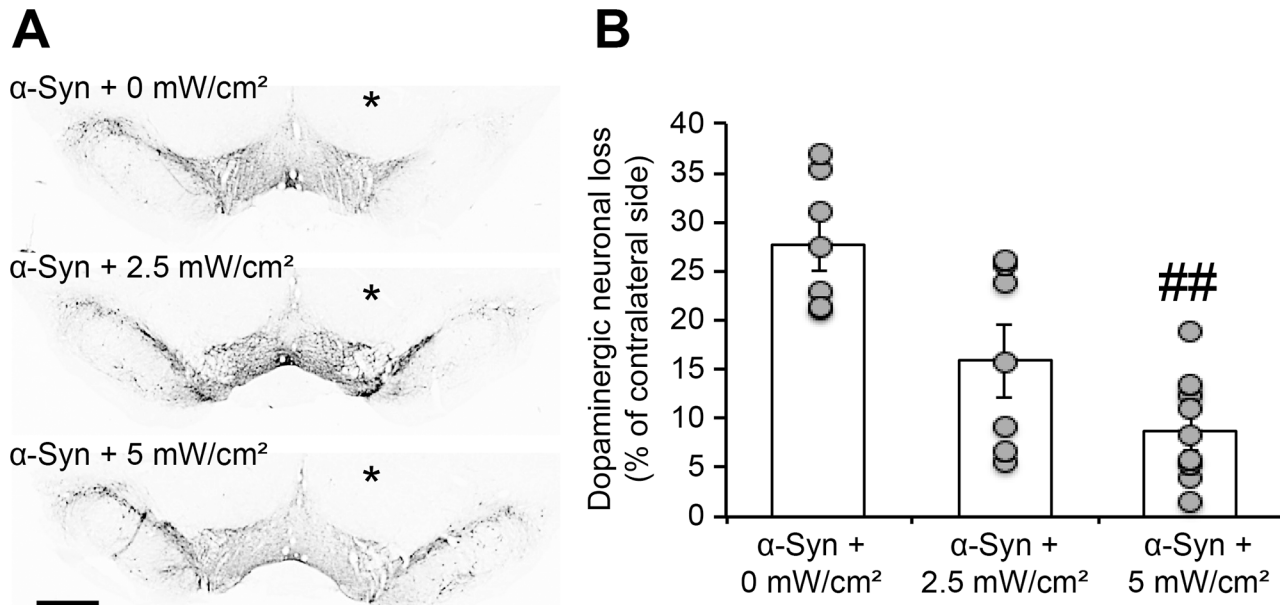 A
α-Syn + 0 mW/cm²
*
α-Syn + 2.5 mW/cm²
*
α-Syn + 5 mW/cm²
*
B
Dopaminergic neuronal loss
(% of contralateral side)
40
35
30
25
20
15
10
5
0
##
α-Syn +
0 mW/cm²
α-Syn +
2.5 mW/cm²
α-Syn +
5 mW/cm²